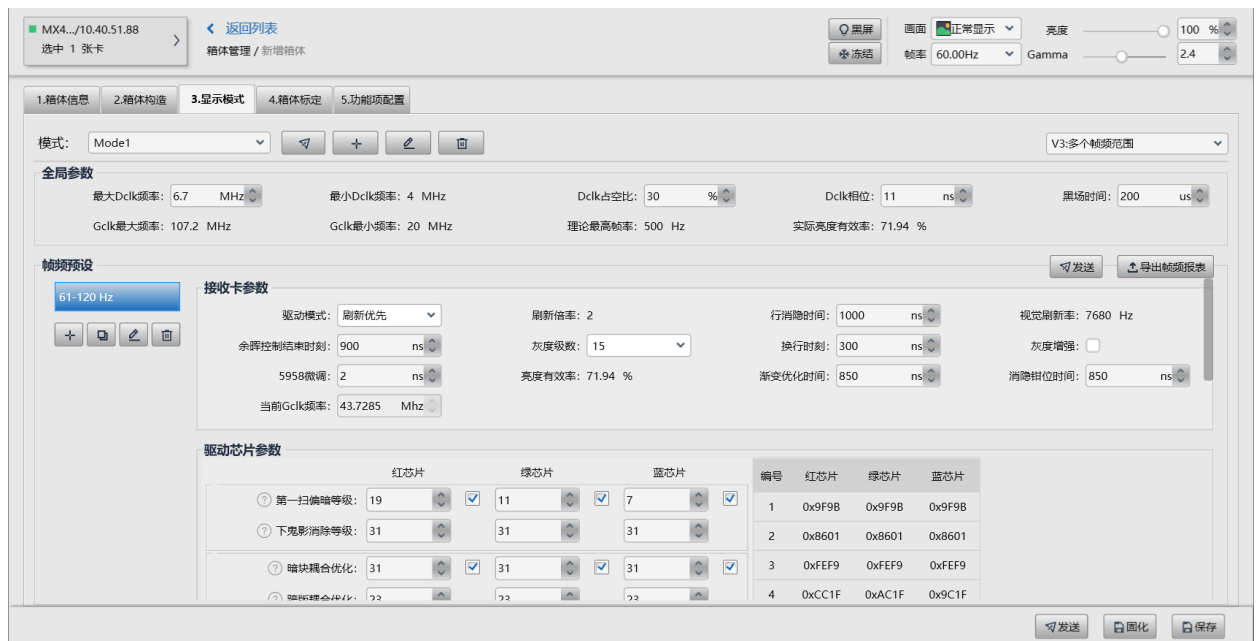 MX4.../10.40.51.88
选中 1 张卡
返回列表
箱体管理 / 新增箱体
黑屏 画面 正常显示 亮度 100 %
冻结 帧率 60.00Hz Gamma 2.4
1.箱体信息 2.箱体构造 3.显示模式 4.箱体标定 5.功能项配置
模式: Mode1 V3:多个帧频范围
全局参数
最大Dclk频率: 6.7 MHz 最小Dclk频率: 4 MHz Dclk占空比: 30 % Dclk相位: 11 ns 黑场时间: 200 us
Gclk最大频率: 107.2 MHz Gclk最小频率: 20 MHz 理论最高帧率: 500 Hz 实际亮度有效率: 71.94 %
帧频预设 发送 导出帧频报表
61-120 Hz
接收卡参数
驱动模式: 刷新优先 刷新倍率: 2 行消隐时间: 1000 ns 视觉刷新率: 7680 Hz
余晖控制结束时刻: 900 ns 灰度级数: 15 换行时刻: 300 ns 灰度增强:
5958微调: 2 ns 亮度有效率: 71.94 % 渐变优化时间: 850 ns 消隐钳位时间: 850 ns
当前Gclk频率: 43.7285 Mhz
驱动芯片参数
红芯片 绿芯片 蓝芯片 编号 红芯片 绿芯片 蓝芯片
第一扫偏暗等级: 19 11 7 1 0x9F9B 0x9F9B 0x9F9B
下鬼影消除等级: 31 31 31 2 0x8601 0x8601 0x8601
暗块耦合优化: 31 31 31 3 0xFEF9 0xFEF9 0xFEF9
23 23 23 4 0xCC1F 0xAC1F 0x9C1F
发送 固化 保存